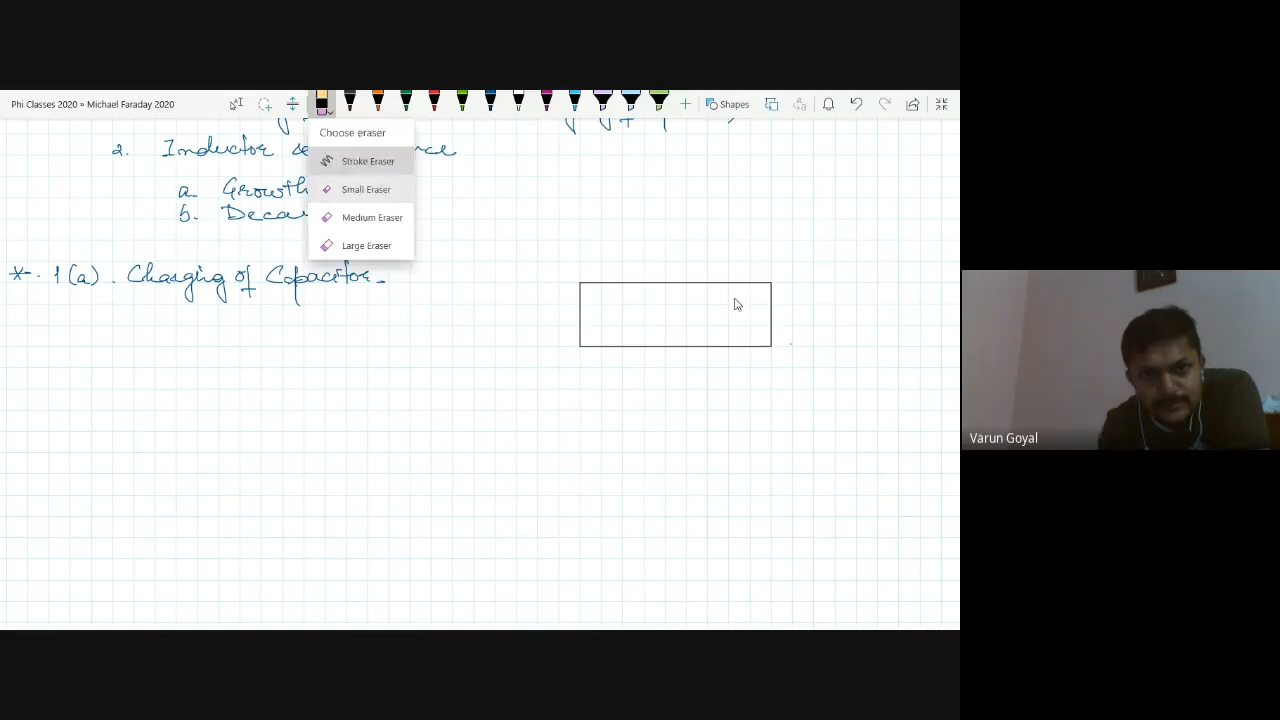 Phi Classes 2020 » Michael Faraday 2020
Shapes
Choose eraser
Stroke Eraser
Small Eraser
Medium Eraser
Large Eraser
2. Inductor
a. Growth
b. Decay
*. 1(a). Charging of Capacitor.
Varun Goyal